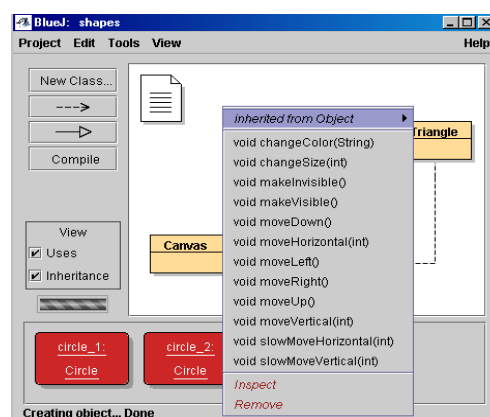 BlueJ: shapes
Project Edit Tools View Help
New Class...
--->
Compile
inherited from Object
Triangle
void changeColor(String)
void changeSize(int)
void makeInvisible()
void makeVisible()
void moveDown()
void moveHorizontal(int)
void moveLeft()
void moveRight()
void moveUp()
void moveVertical(int)
void slowMoveHorizontal(int)
void slowMoveVertical(int)
Inspect
Remove
View
Uses
Inheritance
Canvas
circle_1:
Circle
circle_2:
Circle
Creating object... Done